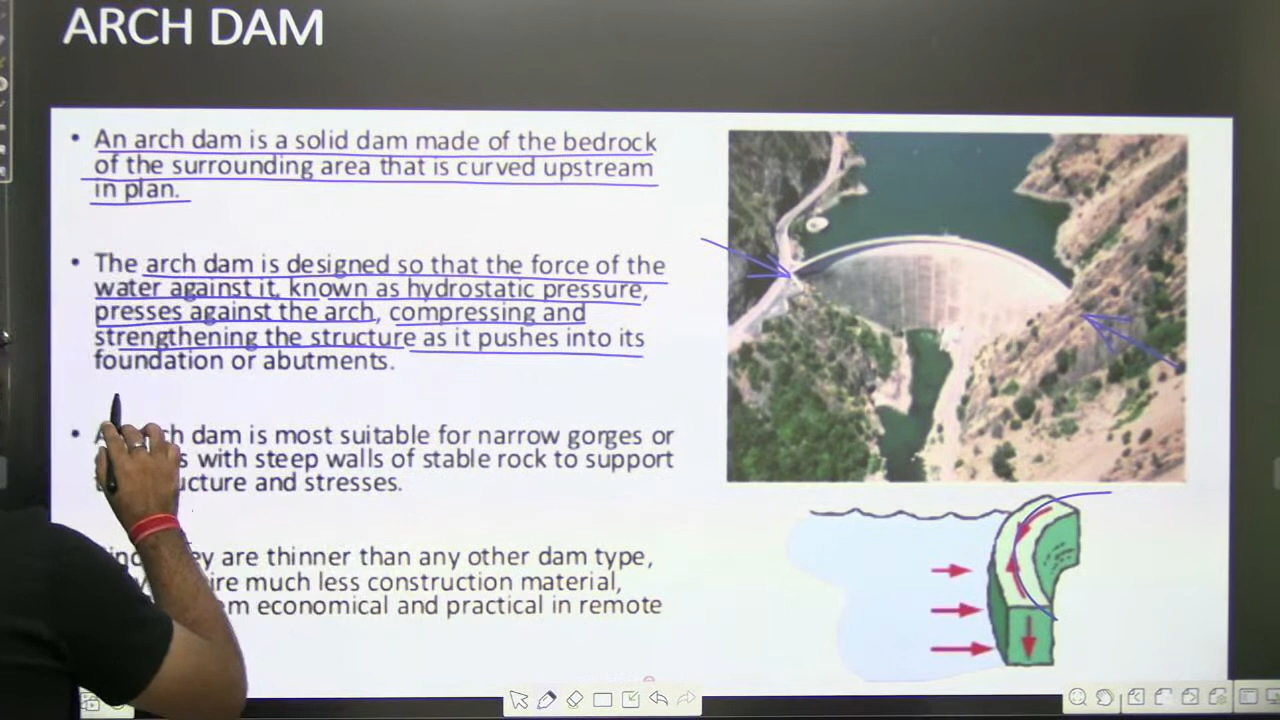 ARCH DAM
• An arch dam is a solid dam made of the bedrock
of the surrounding area that is curved upstream
in plan.
• The arch dam is designed so that the force of the
water against it, known as hydrostatic pressure,
presses against the arch, compressing and
strengthening the structure as it pushes into its
foundation or abutments.
• dam is most suitable for narrow gorges or
with steep walls of stable rock to support
and stresses.
are thinner than any other dam type,
much less construction material,
economical and practical in remote